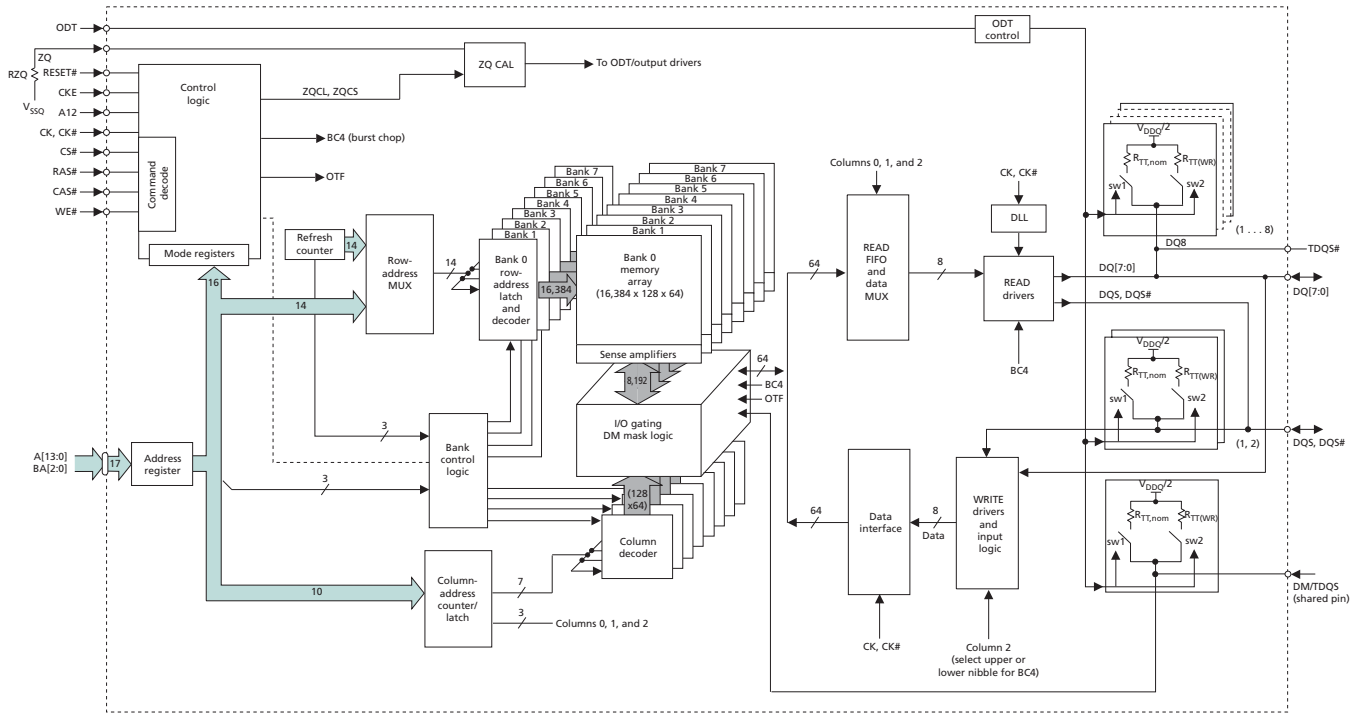 ODT
ODT
control
ZQ
RZQ
VSSQ
RESET#
CKE
A12
CK, CK#
CS#
RAS#
CAS#
WE#
Control
logic
Command
decode
Mode registers
ZQ CAL
To ODT/output drivers
ZQCL, ZQCS
BC4 (burst chop)
OTF
Refresh
counter
14
Row-
address
MUX
14
16
14
Bank 7
Bank 6
Bank 5
Bank 4
Bank 3
Bank 2
Bank 1
Bank 0
row-
address
latch
and
decoder
16,384
Bank 7
Bank 6
Bank 5
Bank 4
Bank 3
Bank 2
Bank 1
Bank 0
memory
array
(16,384 x 128 x 64)
Sense amplifiers
8,192
64
BC4
OTF
I/O gating
DM mask logic
(128
x64)
Column
decoder
3
Bank
control
logic
3
A[13:0]
BA[2:0]
17
Address
register
10
Column-
address
counter/
latch
7
3
Columns 0, 1, and 2
Columns 0, 1, and 2
64
READ
FIFO
and
data
MUX
8
CK, CK#
DLL
READ
drivers
BC4
DQ8
DQ[7:0]
DQS, DQS#
64
Data
interface
CK, CK#
8
Data
WRITE
drivers
and
input
logic
Column 2
(select upper or
lower nibble for BC4)
VDDQ/2
RTT,nom
RTT(WR)
sw1
sw2
(1 . . . 8)
TDQS#
DQ[7:0]
VDDQ/2
RTT,nom
RTT(WR)
sw1
sw2
(1, 2)
DQS, DQS#
VDDQ/2
RTT,nom
RTT(WR)
sw1
sw2
DM/TDQS
(shared pin)